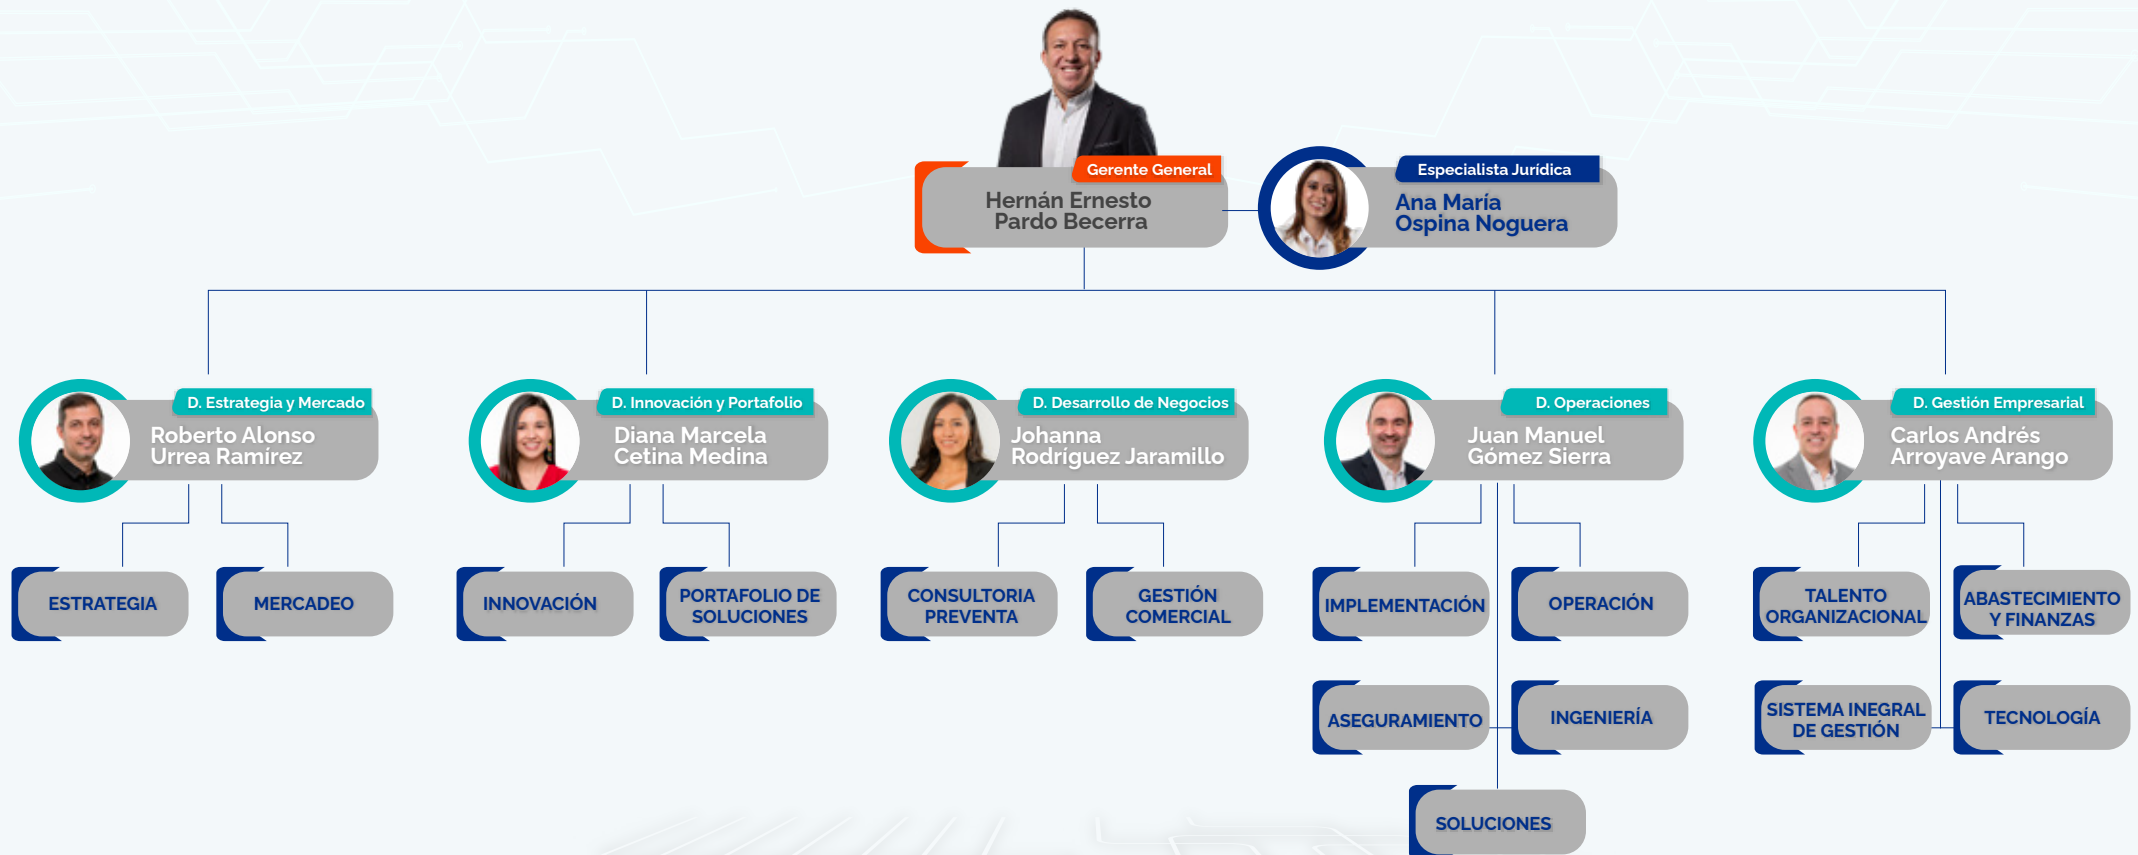 Gerente General
Hernán Ernesto
Pardo Becerra
Especialista Jurídica
Ana María
Ospina Noguera
D. Estrategia y Mercado
Roberto Alonso
Urrea Ramírez
D. Innovación y Portafolio
Diana Marcela
Cetina Medina
D. Desarrollo de Negocios
Johanna
Rodríguez Jaramillo
D. Operaciones
Juan Manuel
Gómez Sierra
D. Gestión Empresarial
Carlos Andrés
Arroyave Arango
ESTRATEGIA
MERCADEO
INNOVACIÓN
PORTAFOLIO DE
SOLUCIONES
CONSULTORIA
PREVENTA
GESTIÓN
COMERCIAL
IMPLEMENTACIÓN
OPERACIÓN
TALENTO
ORGANIZACIONAL
ABASTECIMIENTO
Y FINANZAS
ASEGURAMIENTO
INGENIERÍA
SISTEMA INEGRAL
DE GESTIÓN
TECNOLOGÍA
SOLUCIONES